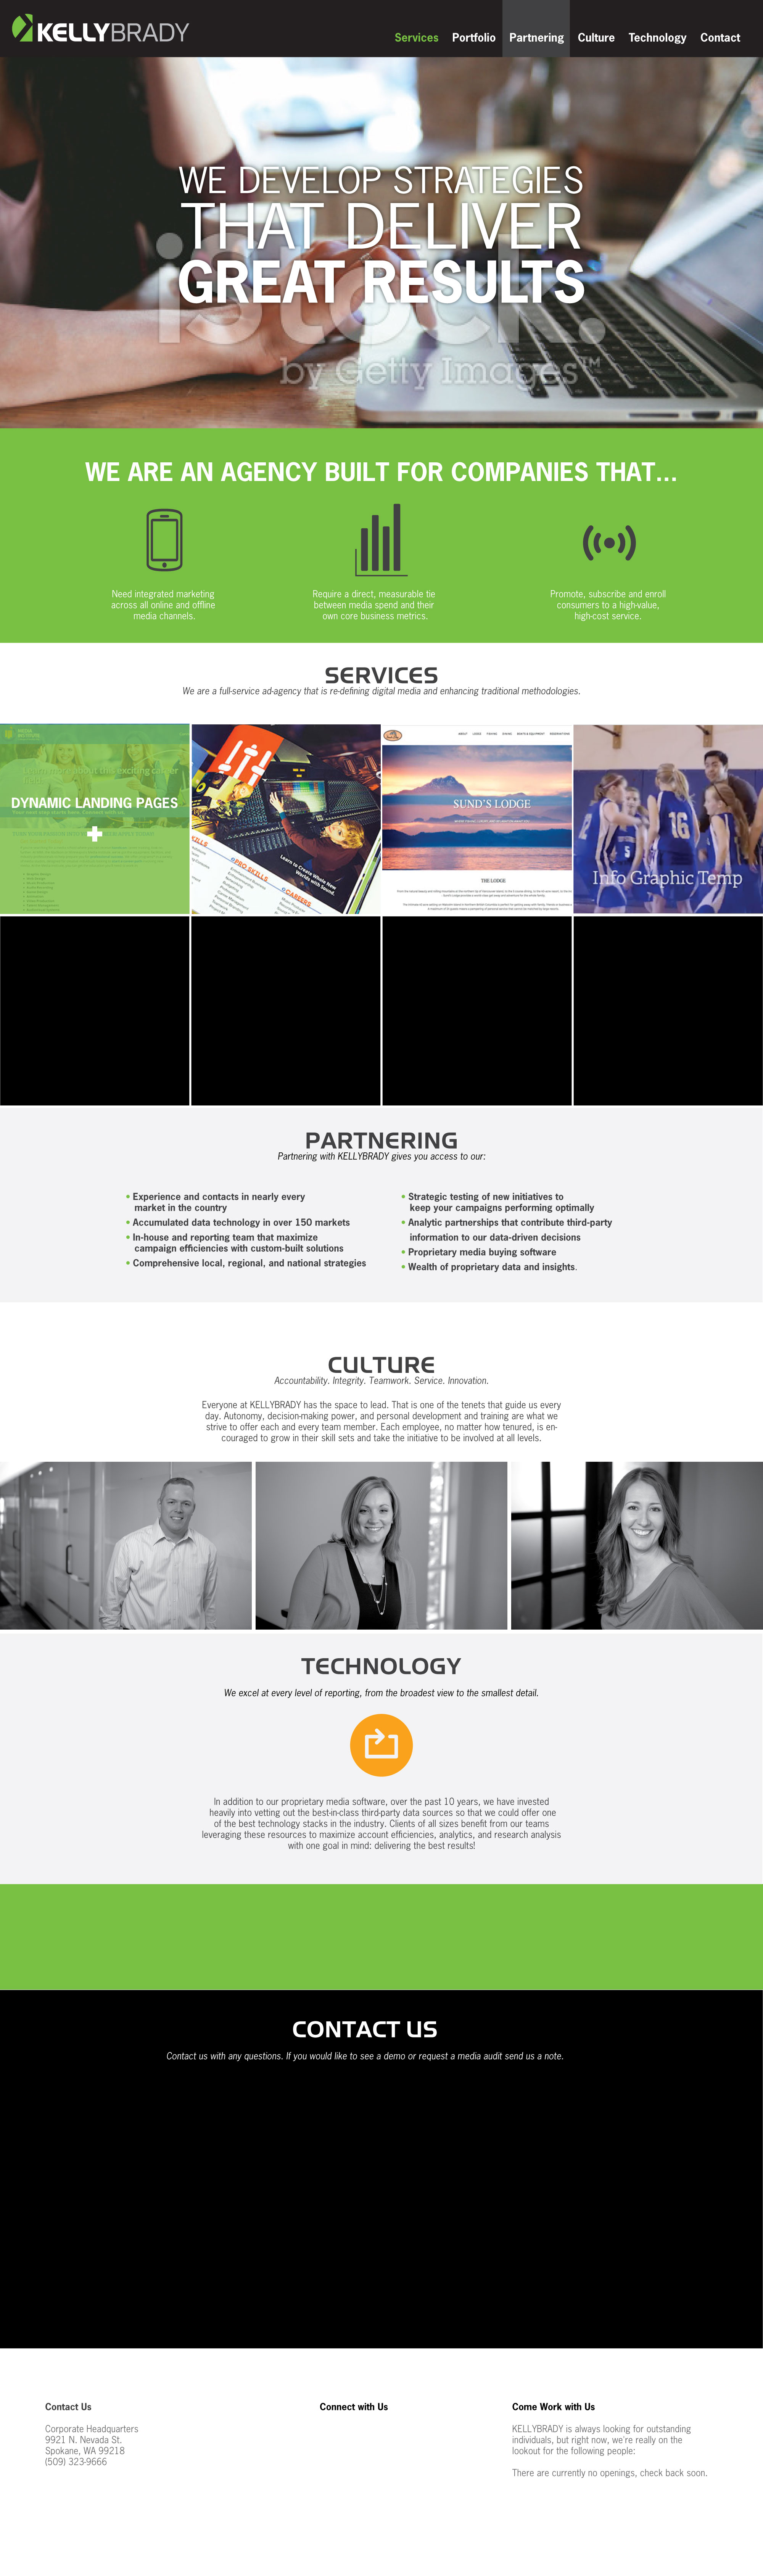 KELLYBRADY
Services Portfolio Partnering Culture Technology Contact
WE DEVELOP STRATEGIES
THAT DELIVER
GREAT RESULTS
iStock.
by Getty Images™
WE ARE AN AGENCY BUILT FOR COMPANIES THAT...
Need integrated marketing
across all online and offline
media channels.
Require a direct, measurable tie
between media spend and their
own core business metrics.
Promote, subscribe and enroll
consumers to a high-value,
high-cost service.
SERVICES
We are a full-service ad-agency that is re-defining digital media and enhancing traditional methodologies.
DYNAMIC LANDING PAGES
Learn to Create Whole New
Worlds with Home!
PRO SKILLS
CAREERS
SUND'S LODGE
THE LODGE
Info Graphic Temp
5
16
PARTNERING
Partnering with KELLYBRADY gives you access to our:
• Experience and contacts in nearly every
market in the country
• Accumulated data technology in over 150 markets
• In-house and reporting team that maximize
campaign efficiencies with custom-built solutions
• Comprehensive local, regional, and national strategies
• Strategic testing of new initiatives to
keep your campaigns performing optimally
• Analytic partnerships that contribute third-party
information to our data-driven decisions
• Proprietary media buying software
• Wealth of proprietary data and insights.
CULTURE
Accountability. Integrity. Teamwork. Service. Innovation.
Everyone at KELLYBRADY has the space to lead. That is one of the tenets that guide us every
day. Autonomy, decision-making power, and personal development and training are what we
strive to offer each and every team member. Each employee, no matter how tenured, is en-
couraged to grow in their skill sets and take the initiative to be involved at all levels.
TECHNOLOGY
We excel at every level of reporting, from the broadest view to the smallest detail.
In addition to our proprietary media software, over the past 10 years, we have invested
heavily into vetting out the best-in-class third-party data sources so that we could offer one
of the best technology stacks in the industry. Clients of all sizes benefit from our teams
leveraging these resources to maximize account efficiencies, analytics, and research analysis
with one goal in mind: delivering the best results!
CONTACT US
Contact us with any questions. If you would like to see a demo or request a media audit send us a note.
Contact Us
Corporate Headquarters
9921 N. Nevada St.
Spokane, WA 99218
(509) 323-9666
Connect with Us
Come Work with Us
KELLYBRADY is always looking for outstanding
individuals, but right now, we're really on the
lookout for the following people:
There are currently no openings, check back soon.